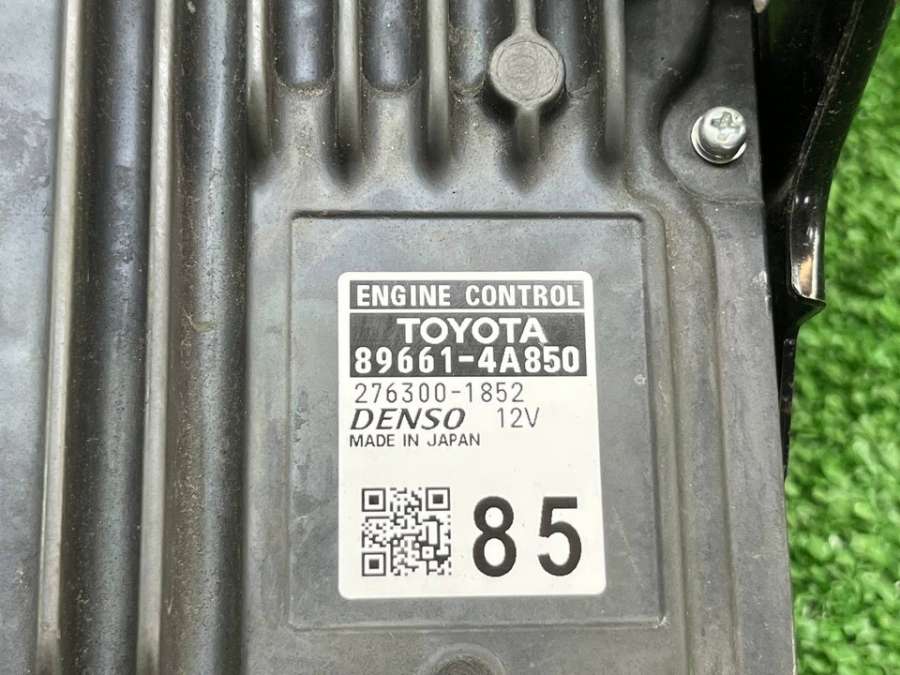 ENGINE CONTROL
TOYOTA
89661-4A850
276300-1852
DENSO 12V
MADE IN JAPAN
85